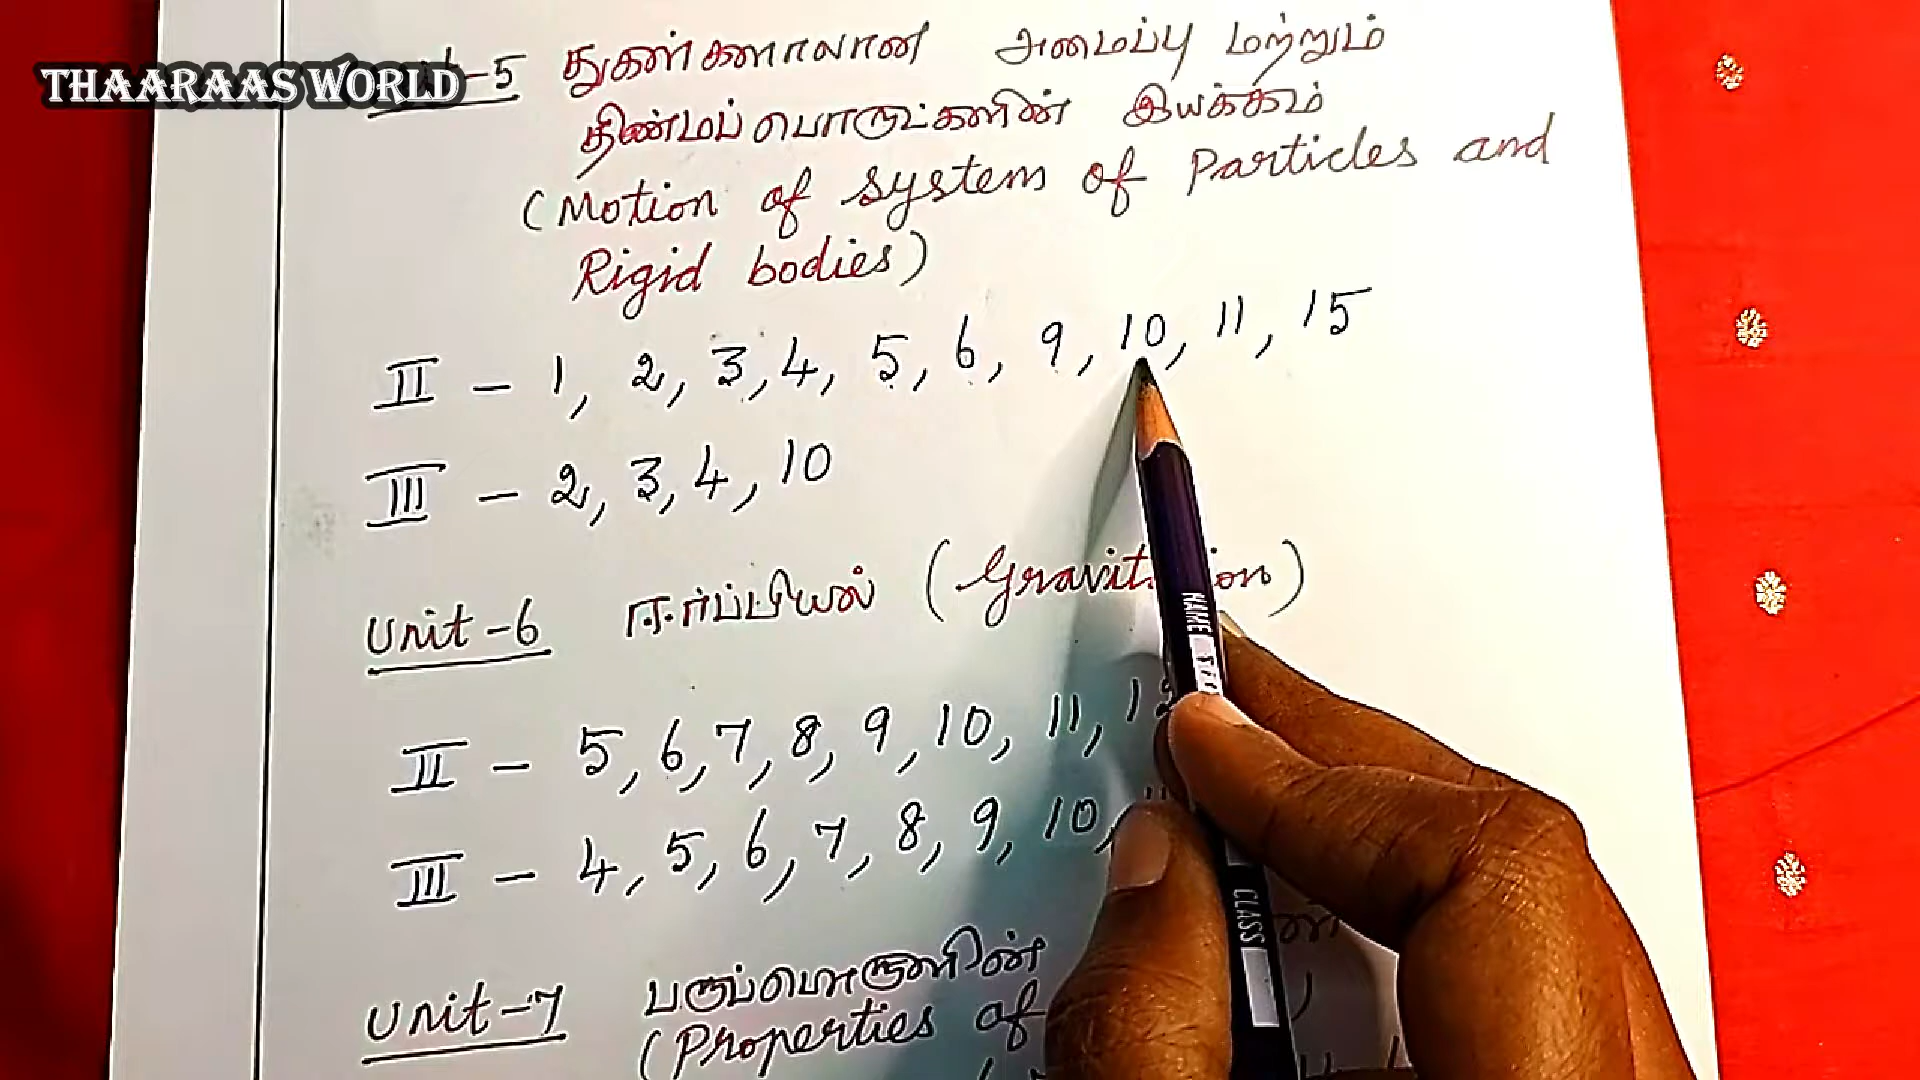 THAARAAS WORLD
-5 துகள்களாலான அமைப்பு மற்றும்
திண்மப்பொருட்களின் இயக்கம்
(Motion of system of Particles and
Rigid bodies)
II - 1, 2, 3, 4, 5, 6, 9, 10, 11, 15
III - 2, 3, 4, 10
Unit-6 ஈர்ப்பியல் (Gravitation)
II - 5, 6, 7, 8, 9, 10, 11,
III - 4, 5, 6, 7, 8, 9, 10,
Unit-7 பருப்பொருளின்
(Properties of
NAME
CLASS